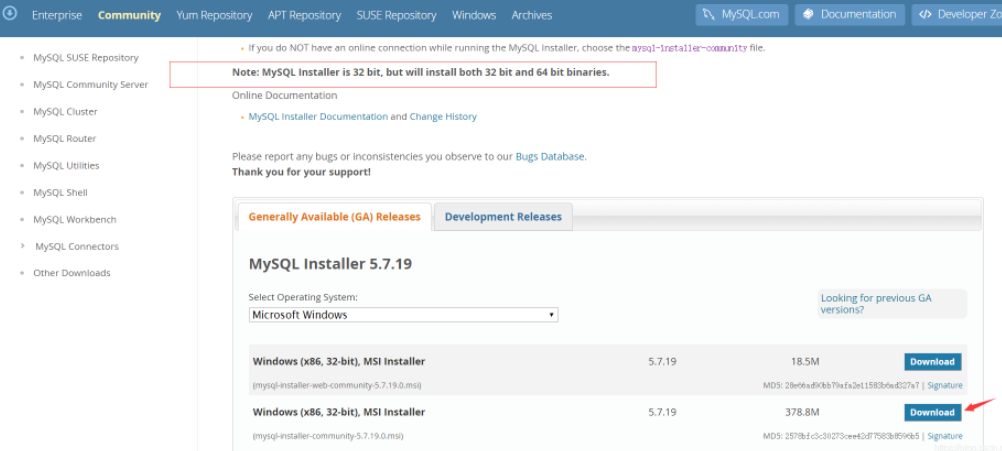 Enterprise Community Yum Repository APT Repository SUSE Repository Windows Archives MySQL.com Documentation Developer Zo
MySQL SUSE Repository
MySQL Community Server
MySQL Cluster
MySQL Router
MySQL Utilities
MySQL Shell
MySQL Workbench
MySQL Connectors
Other Downloads
If you do NOT have an online connection while running the MySQL Installer, choose the mysql-installer-community file.
Note: MySQL Installer is 32 bit, but will install both 32 bit and 64 bit binaries.
Online Documentation
MySQL Installer Documentation and Change History
Please report any bugs or inconsistencies you observe to our Bugs Database.
Thank you for your support!
Generally Available (GA) Releases Development Releases
MySQL Installer 5.7.19
Select Operating System:
Microsoft Windows
Looking for previous GA
versions?
Windows (x86, 32-bit), MSI Installer 5.7.19 18.5M Download
(mysql-installer-web-community-5.7.19.0.msi) MD5: | Signature
Windows (x86, 32-bit), MSI Installer 5.7.19 378.8M Download
(mysql-installer-community-5.7.19.0.msi) MD5: | Signature